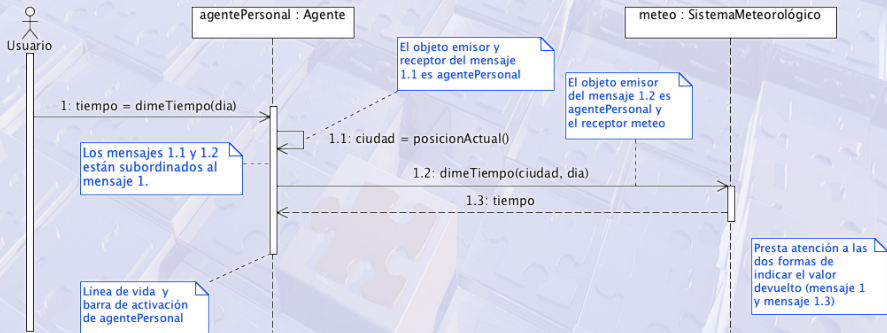 agentePersonal : Agente
meteo : SistemaMeteorológico
Usuario
El objeto emisor y
receptor del mensaje
1.1 es agentePersonal
El objeto emisor
del mensaje 1.2 es
agentePersonal y
el receptor meteo
1: tiempo = dimeTiempo(dia)
1.1: ciudad = posicionActual()
Los mensajes 1.1 y 1.2
están subordinados al
mensaje 1.
1.2: dimeTiempo(ciudad, dia)
1.3: tiempo
Presta atención a las
dos formas de
indicar el valor
devuelto (mensaje 1
y mensaje 1.3)
Línea de vida y
barra de activación
de agentePersonal